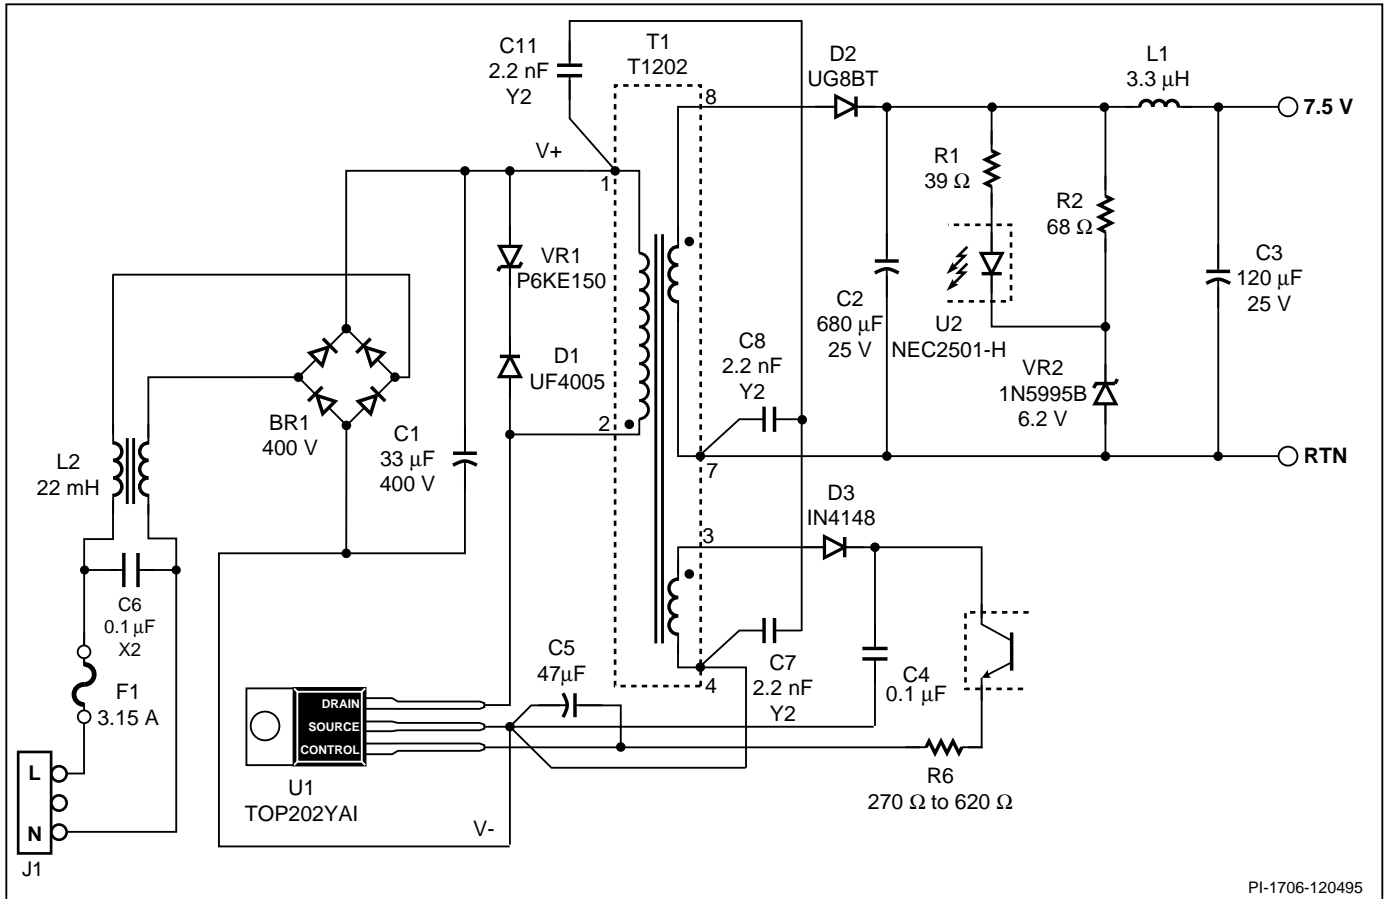 C11
2.2 nF
Y2
T1
T1202
8
D2
UG8BT
L1
3.3 µH
7.5 V
V+
1
R1
39 Ω
R2
68 Ω
VR1
P6KE150
C3
120 µF
25 V
C2
680 µF
25 V
U2
NEC2501-H
D1
UF4005
C8
2.2 nF
Y2
VR2
1N5995B
6.2 V
BR1
400 V
2
C1
33 µF
400 V
L2
22 mH
7
RTN
D3
IN4148
3
C6
0.1 µF
X2
C5
47µF
4
C7
2.2 nF
Y2
C4
0.1 µF
F1
3.15 A
DRAIN
SOURCE
CONTROL
L
N
J1
U1
TOP202YAI
V-
R6
270 Ω to 620 Ω
PI-1706-120495